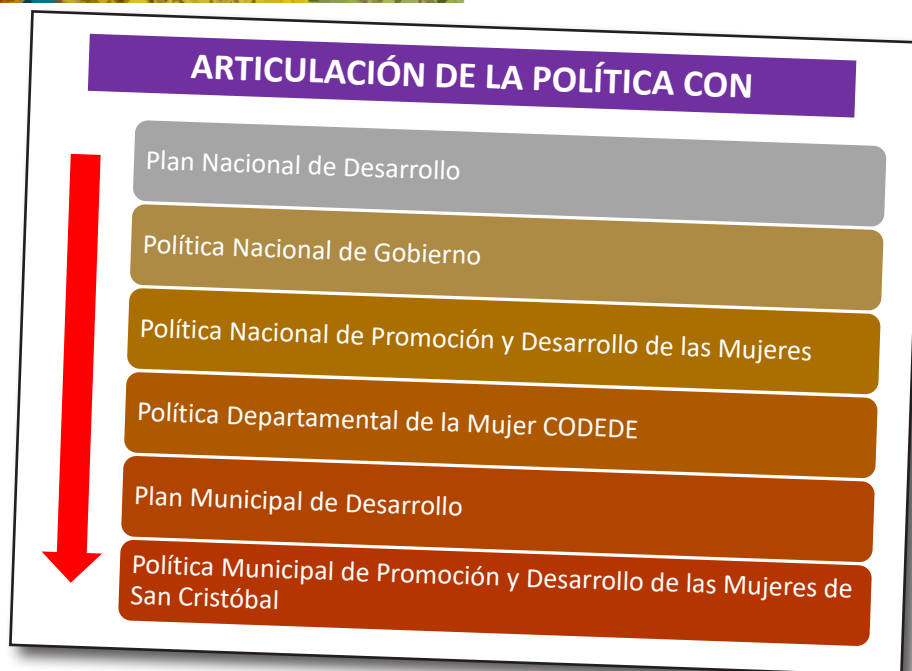 ARTICULACIÓN DE LA POLÍTICA CON
Plan Nacional de Desarrollo
Política Nacional de Gobierno
Política Nacional de Promoción y Desarrollo de las Mujeres
Política Departamental de la Mujer CODEDE
Plan Municipal de Desarrollo
Política Municipal de Promoción y Desarrollo de las Mujeres de
San Cristóbal